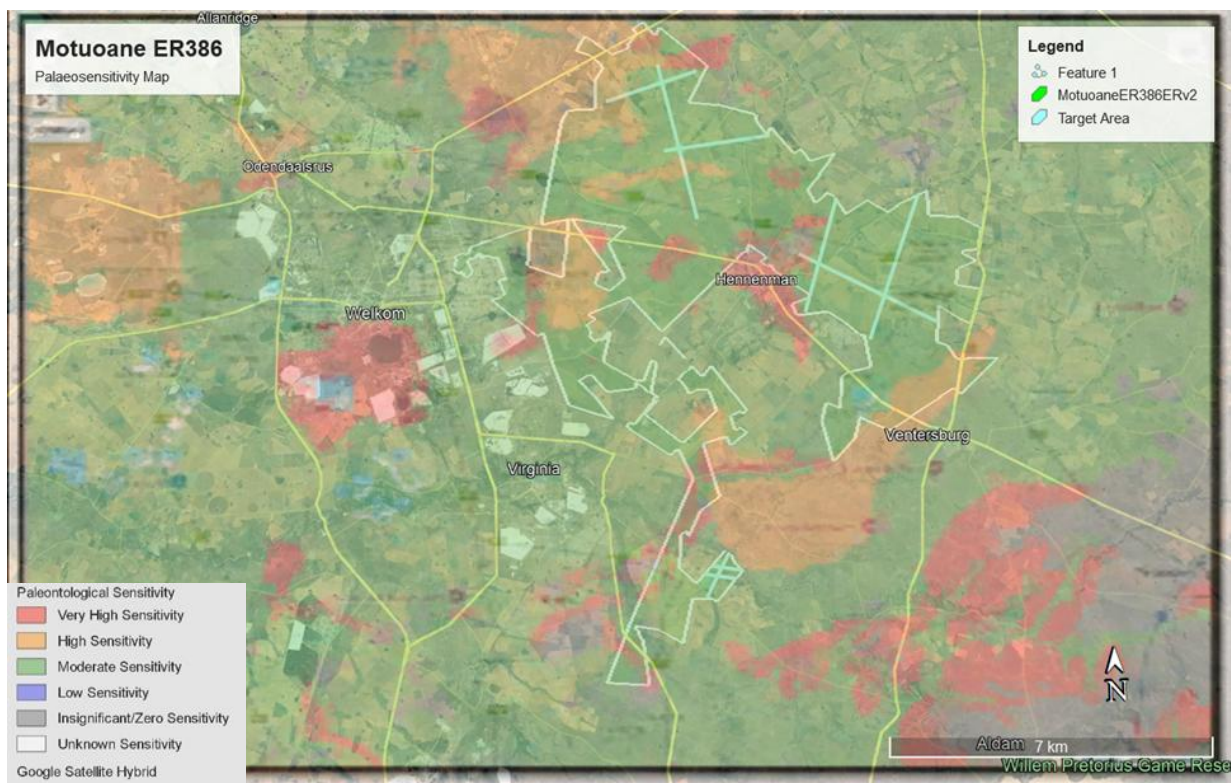 Allanridge
Motuoane ER386
Palaeosensitivity Map
Legend
Feature 1
MotuoaneER386ERv2
Target Area
Odendaalsrus
Hennenman
Welkom
Ventersburg
Virginia
Paleontological Sensitivity
Very High Sensitivity
High Sensitivity
Moderate Sensitivity
Low Sensitivity
Insignificant/Zero Sensitivity
Unknown Sensitivity
Google Satellite Hybrid
N
Aldam
7 km
Willem Pretorius Game Rese